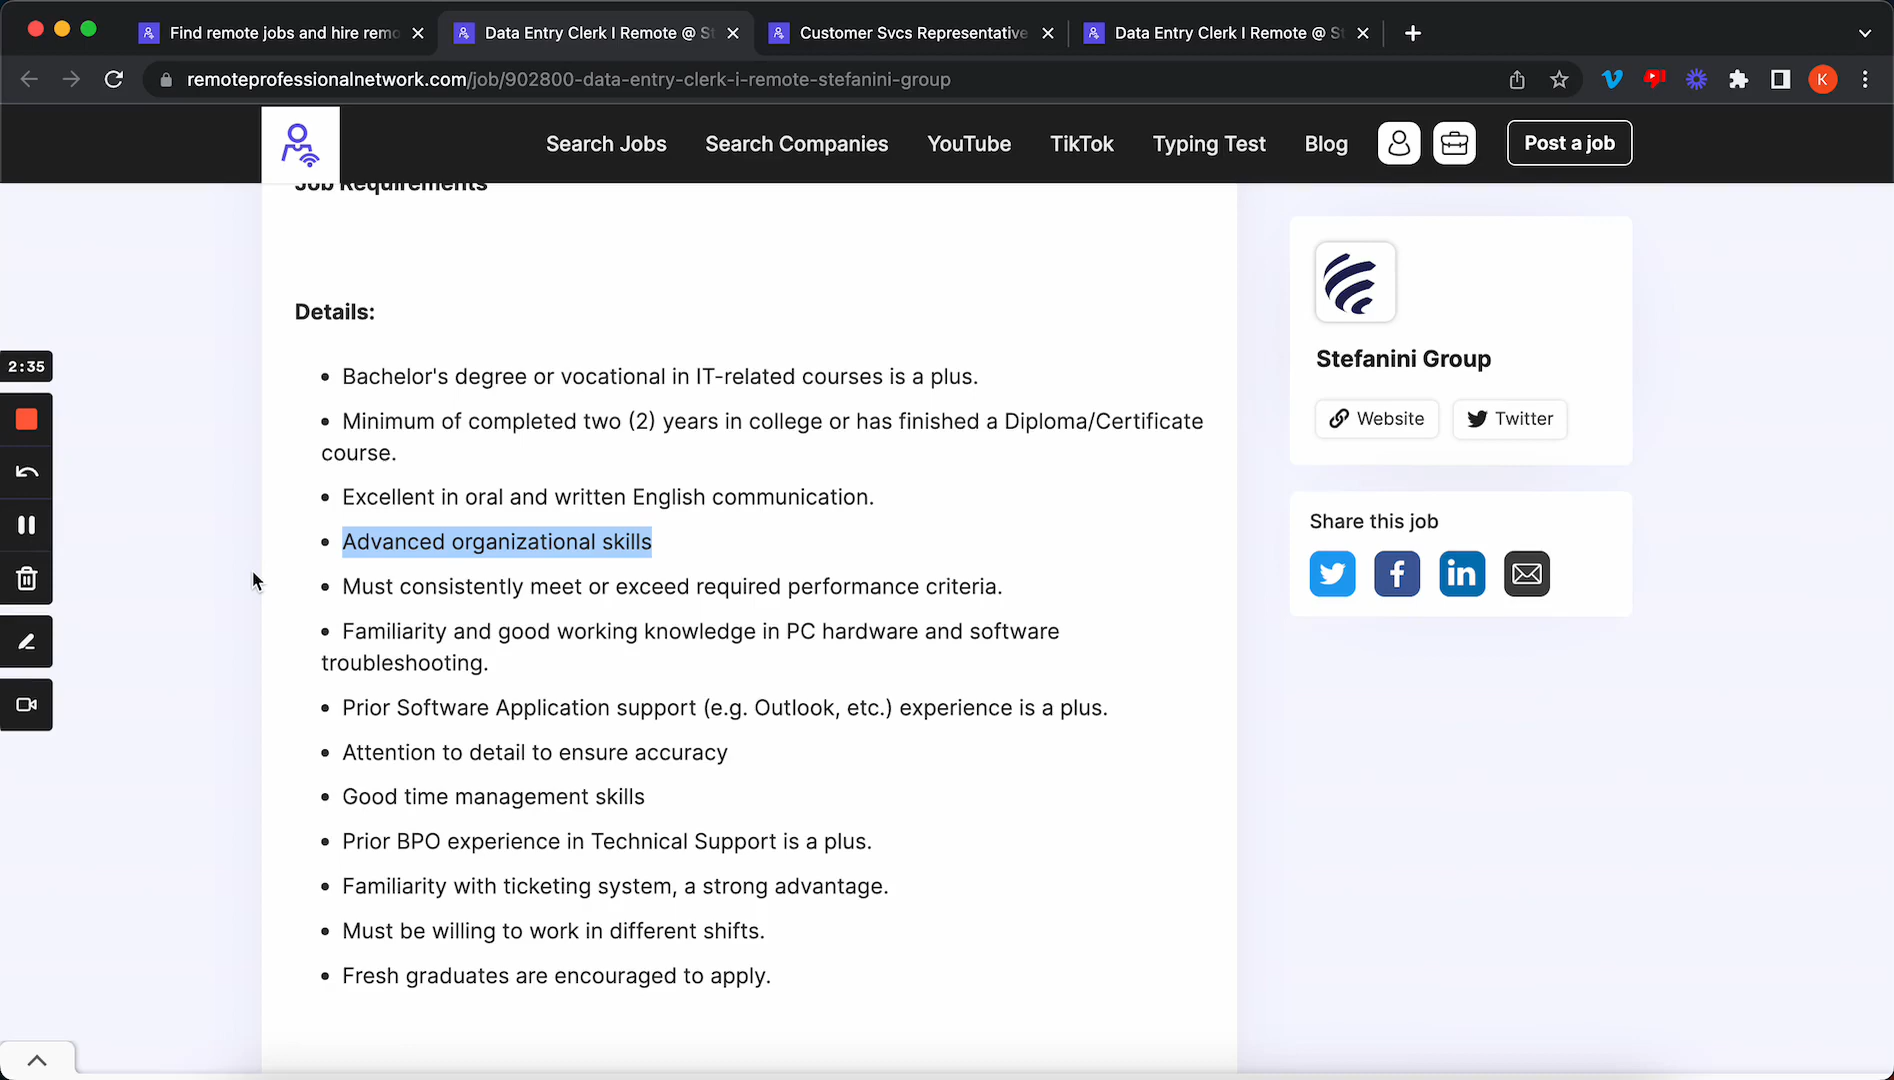 Find remote jobs and hire remo
Data Entry Clerk I Remote @ St
Customer Svcs Representative
Data Entry Clerk I Remote @ St
remoteprofessionalnetwork.com/job/902800-data-entry-clerk-i-remote-stefanini-group
K
Search Jobs
Search Companies
YouTube
TikTok
Typing Test
Blog
Post a job
Job Requirements
Details:
• Bachelor's degree or vocational in IT-related courses is a plus.
• Minimum of completed two (2) years in college or has finished a Diploma/Certificate
course.
• Excellent in oral and written English communication.
• Advanced organizational skills
• Must consistently meet or exceed required performance criteria.
• Familiarity and good working knowledge in PC hardware and software
troubleshooting.
• Prior Software Application support (e.g. Outlook, etc.) experience is a plus.
• Attention to detail to ensure accuracy
• Good time management skills
• Prior BPO experience in Technical Support is a plus.
• Familiarity with ticketing system, a strong advantage.
• Must be willing to work in different shifts.
• Fresh graduates are encouraged to apply.
Stefanini Group
Website
Twitter
Share this job
2:35